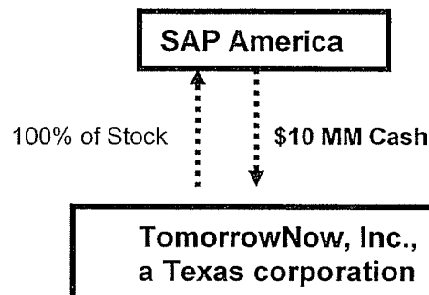 SAP America
100% of Stock
$10 MM Cash
TomorrowNow, Inc.,
a Texas corporation